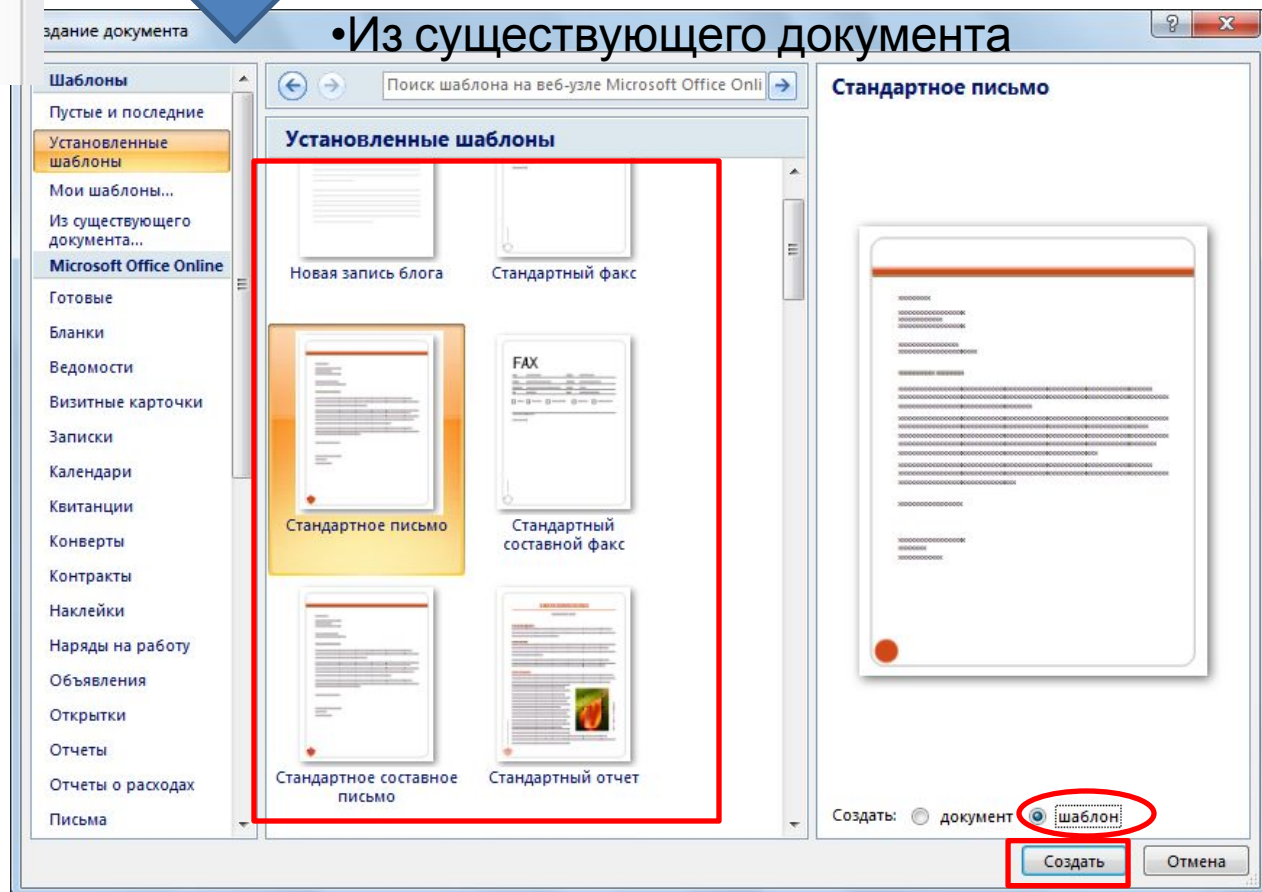 •Из существующего документа
здание документа
Шаблоны
Пустые и последние
Установленные
шаблоны
Мои шаблоны...
Из существующего
документа...
Microsoft Office Online
Готовые
Бланки
Ведомости
Визитные карточки
Записки
Календари
Квитанции
Конверты
Контракты
Наклейки
Наряды на работу
Объявления
Открытки
Отчеты
Отчеты о расходах
Письма
Поиск шаблона на веб-узле Microsoft Office Onli
Установленные шаблоны
Новая запись блога
Стандартный факс
Стандартное письмо
FAX
Стандартный
составной факс
Стандартное составное
письмо
Стандартный отчет
Стандартное письмо
Создать: документ шаблон
Создать
Отмена